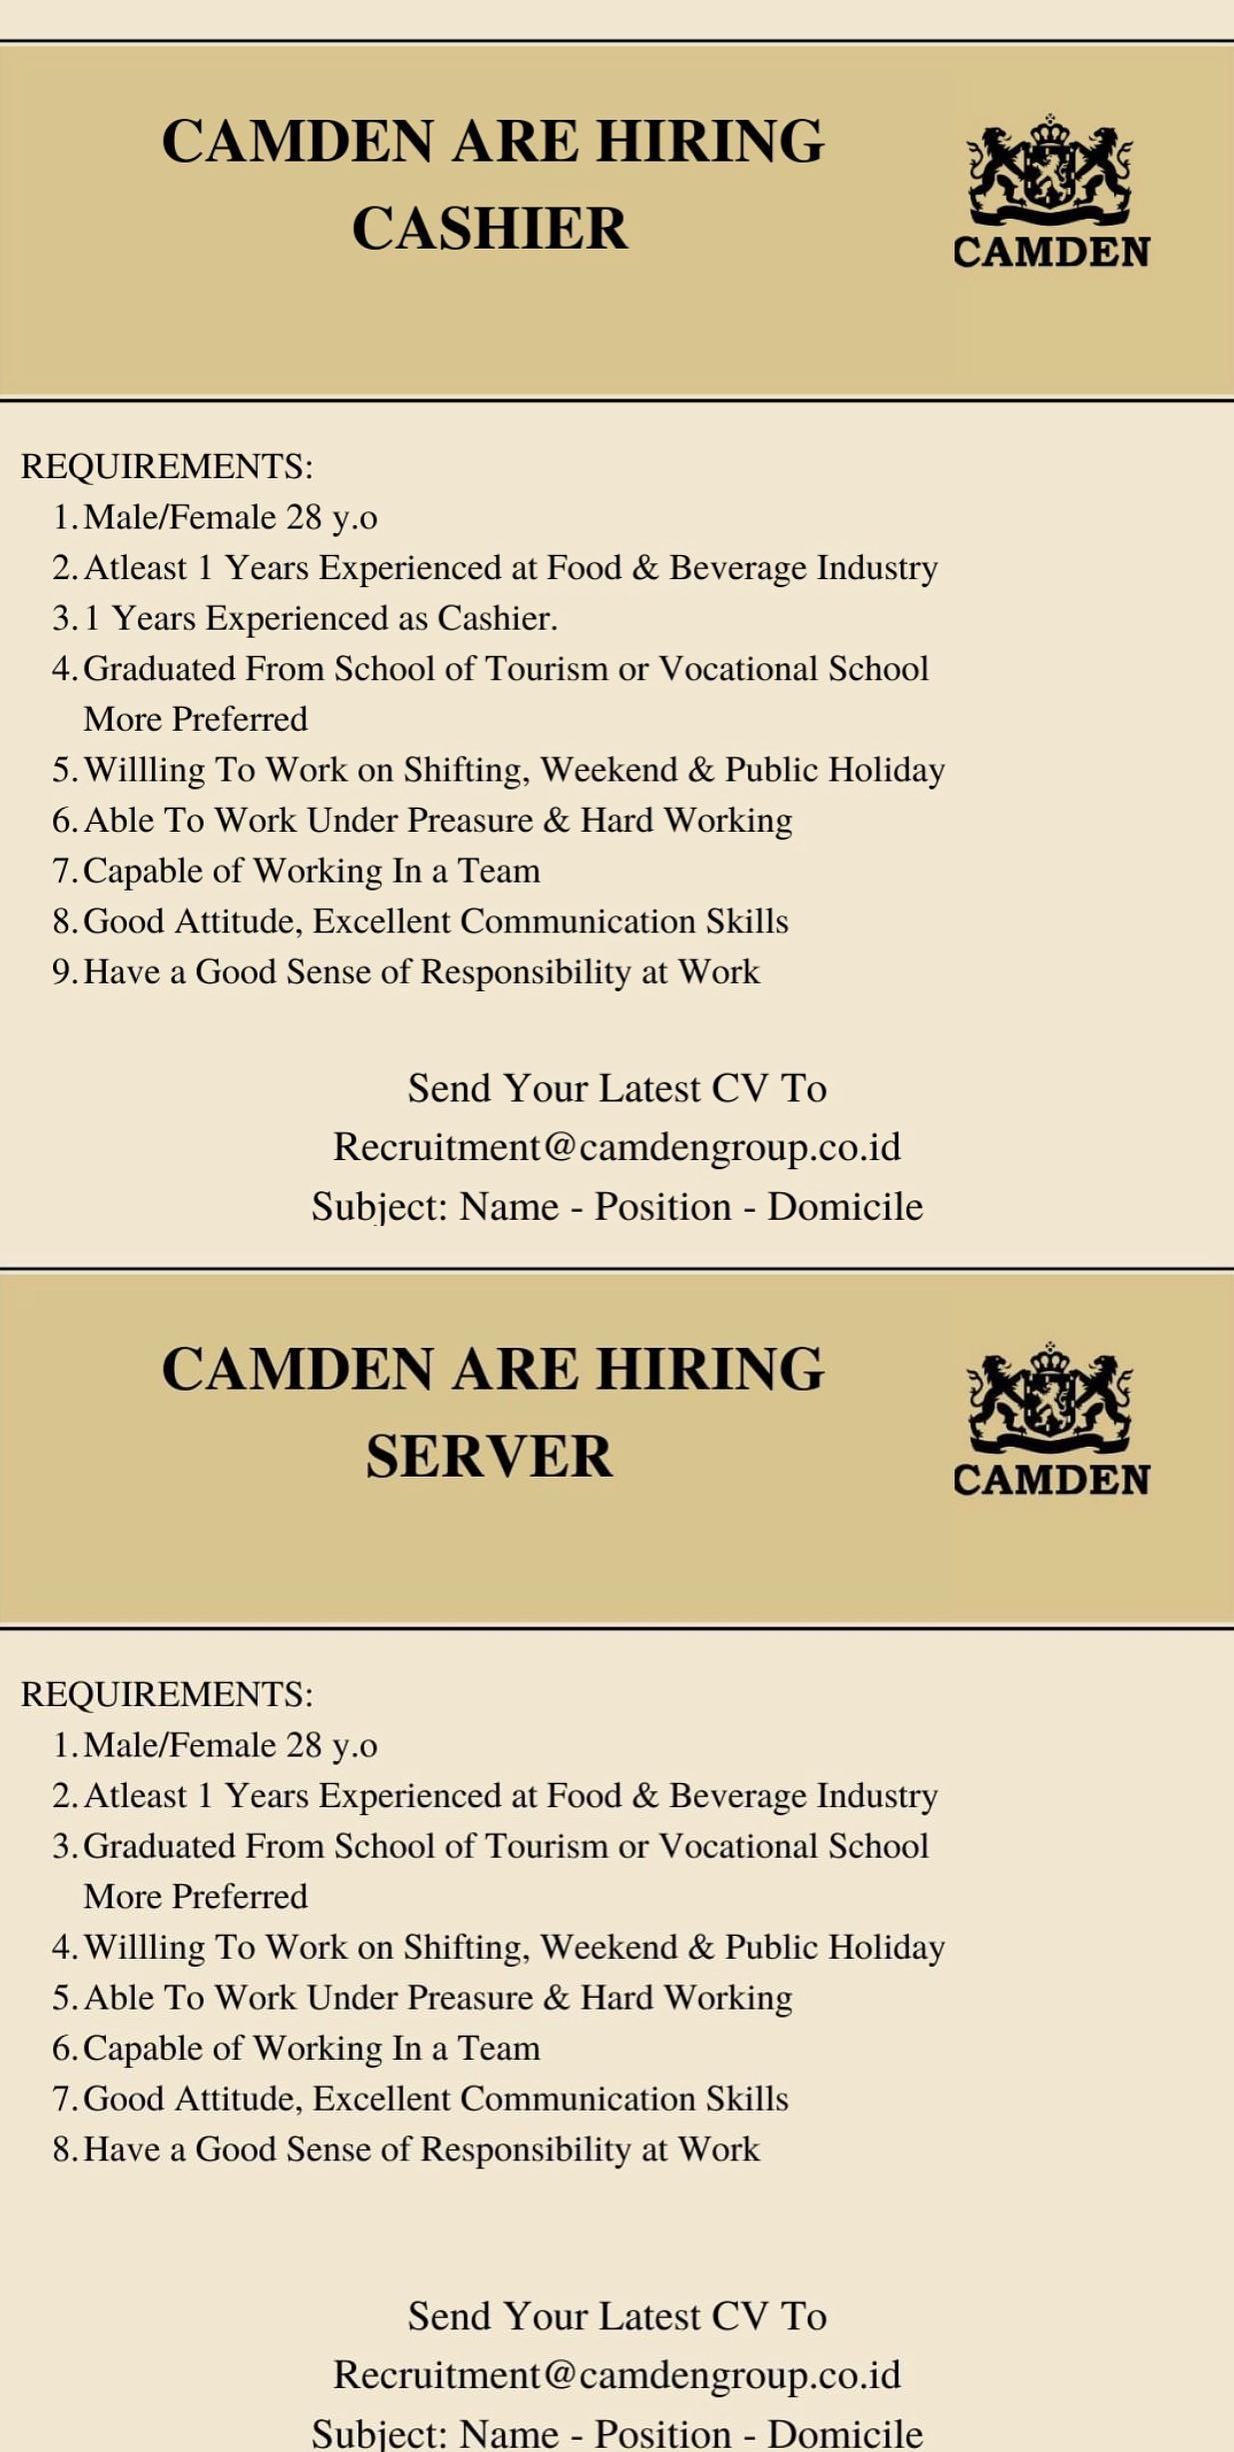 CAMDEN ARE HIRING
CASHIER
CAMDEN
REQUIREMENTS:
1. Male/Female 28 y.o
2. Atleast 1 Years Experienced at Food & Beverage Industry
3. 1 Years Experienced as Cashier.
4. Graduated From School of Tourism or Vocational School
More Preferred
5. Willling To Work on Shifting, Weekend & Public Holiday
6. Able To Work Under Preasure & Hard Working
7. Capable of Working In a Team
8. Good Attitude, Excellent Communication Skills
9. Have a Good Sense of Responsibility at Work
Send Your Latest CV To
Recruitment@camdengroup.co.id
Subject: Name - Position - Domicile
CAMDEN ARE HIRING
SERVER
CAMDEN
REQUIREMENTS:
1. Male/Female 28 y.o
2. Atleast 1 Years Experienced at Food & Beverage Industry
3. Graduated From School of Tourism or Vocational School
More Preferred
4. Willling To Work on Shifting, Weekend & Public Holiday
5. Able To Work Under Preasure & Hard Working
6. Capable of Working In a Team
7. Good Attitude, Excellent Communication Skills
8. Have a Good Sense of Responsibility at Work
Send Your Latest CV To
Recruitment@camdengroup.co.id
Subject: Name - Position - Domicile